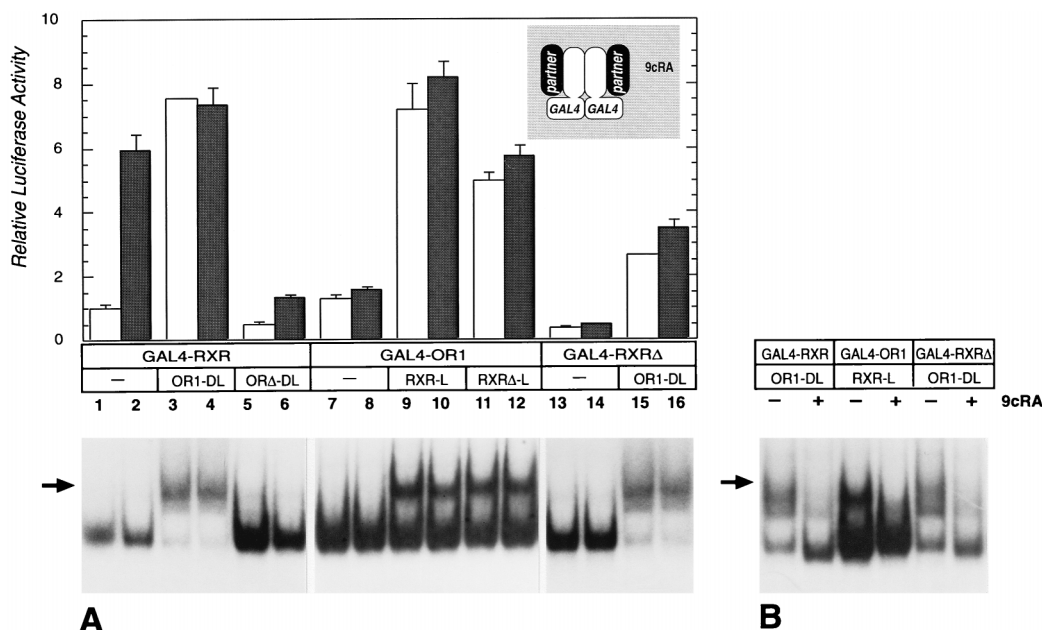 10
8
6
4
2
0
Relative Luciferase Activity
partner
partner
9cRA
GAL4
GAL4
GAL4-RXR
GAL4-OR1
GAL4-RXRΔ
—
OR1-DL
ORΔ-DL
—
RXR-L
RXRΔ-L
—
OR1-DL
1 2 3 4 5 6 7 8 9 10 11 12 13 14 15 16
A
GAL4-RXR GAL4-OR1 GAL4-RXRΔ
OR1-DL RXR-L OR1-DL
— + — + — + 9cRA
B